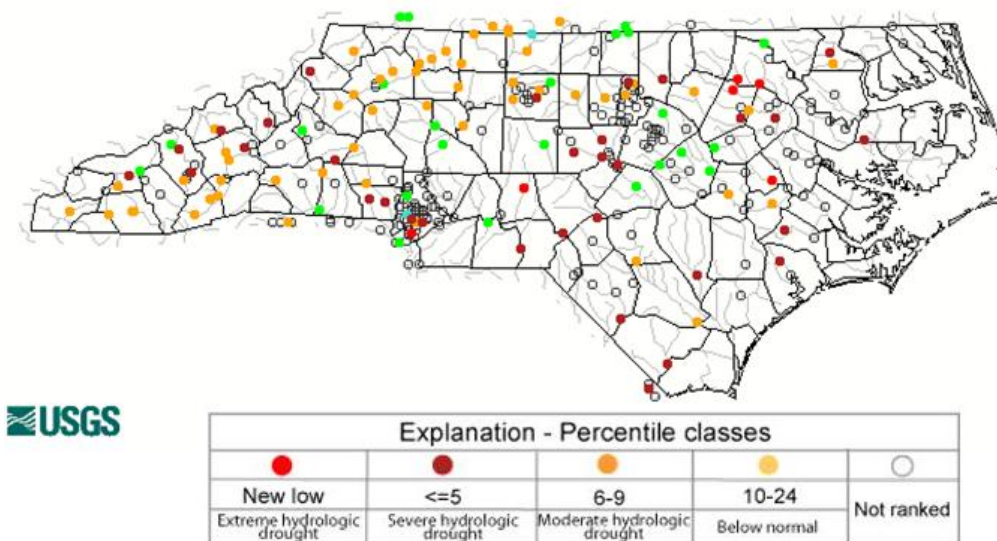 USGS
Explanation - Percentile classes
New low
<=5
6-9
10-24
Not ranked
Extreme hydrologic drought
Severe hydrologic drought
Moderate hydrologic drought
Below normal